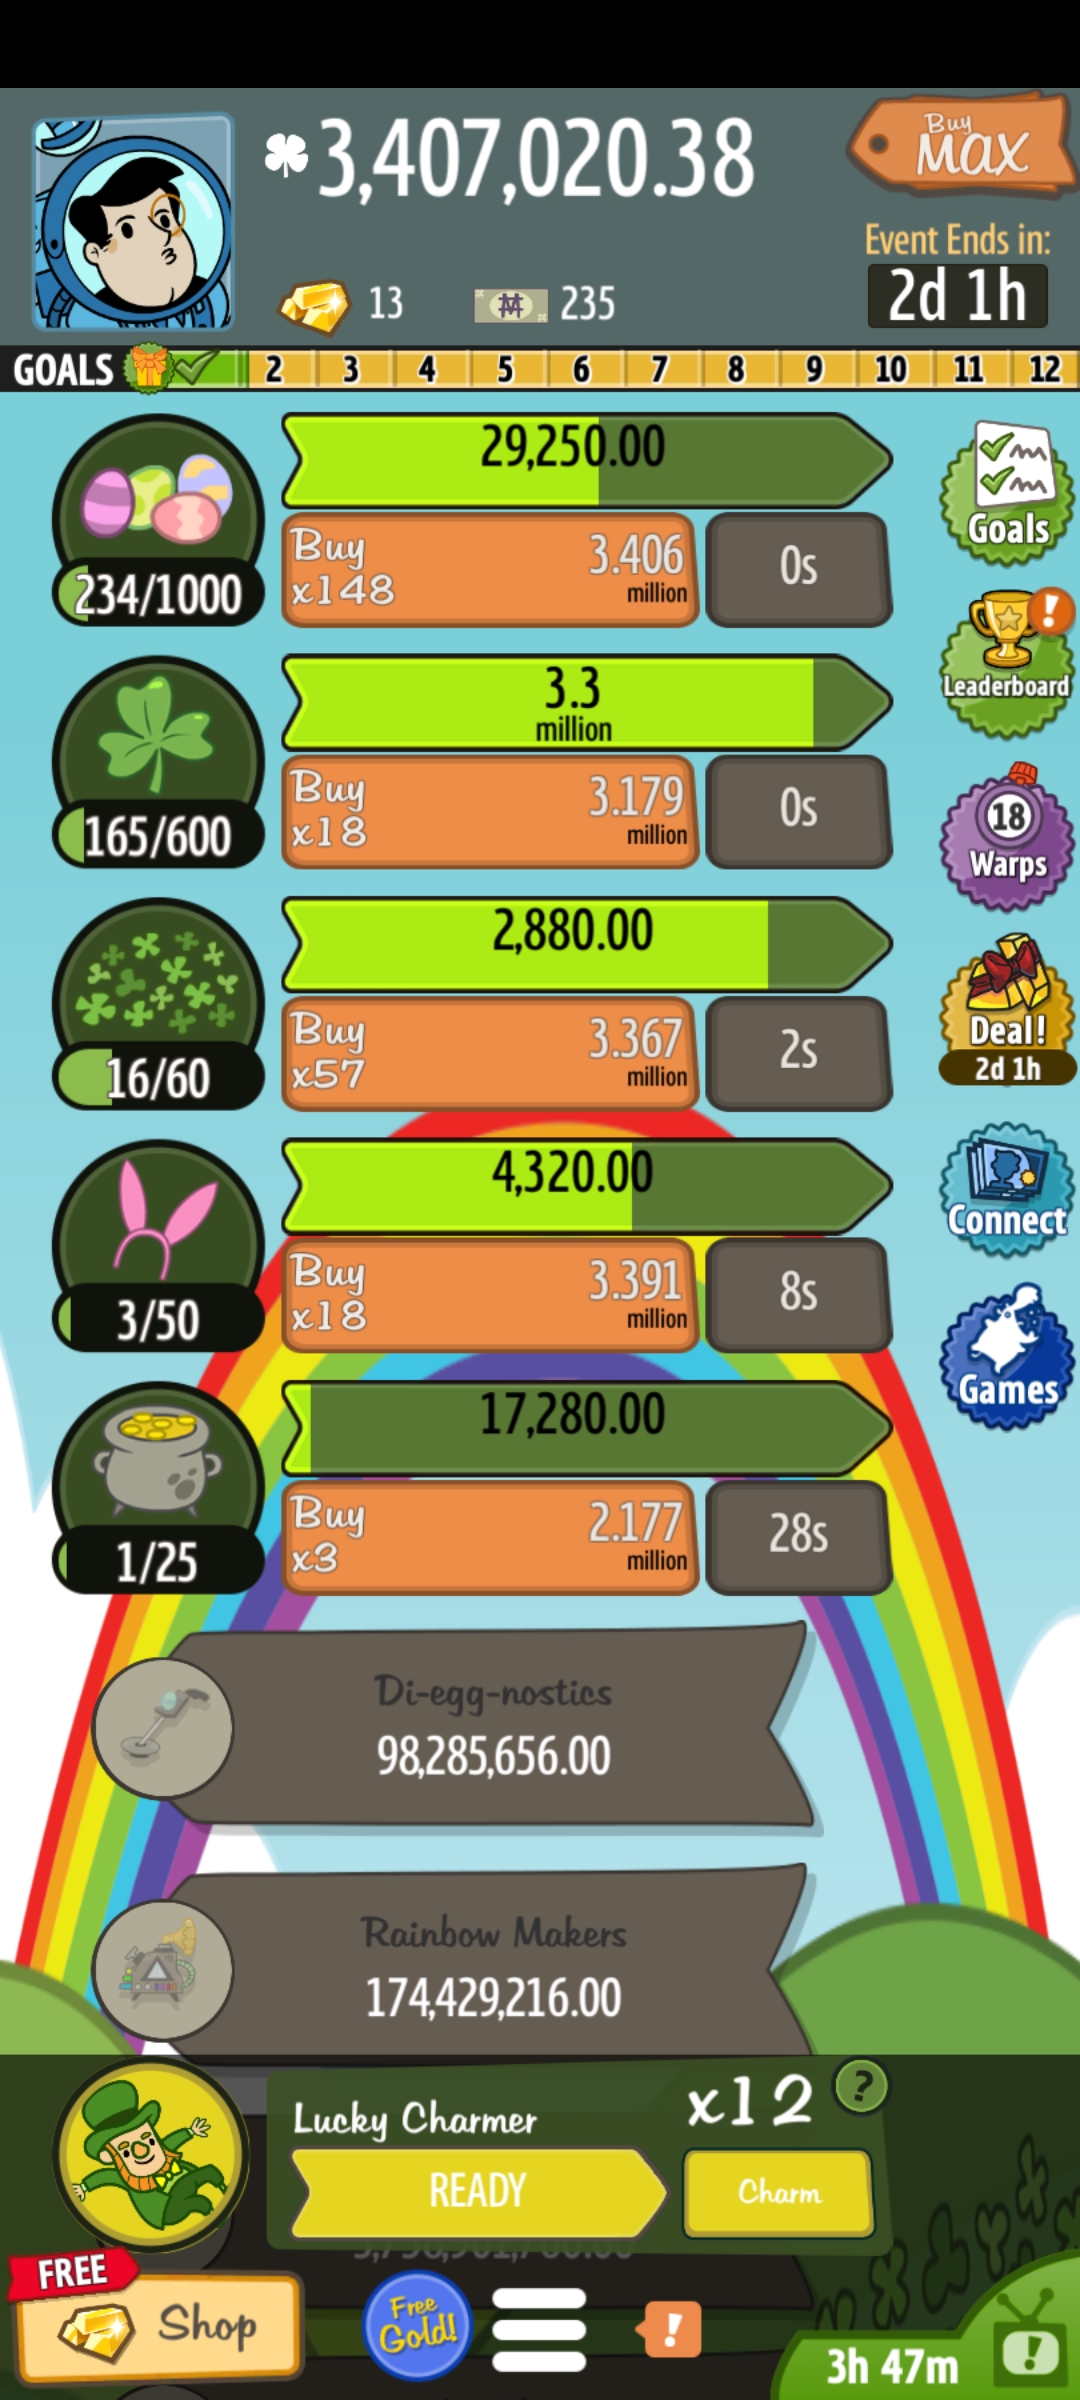 3,407,020.38
Buy
MAX
13
235
Event Ends in:
2d 1h
GOALS 2 3 4 5 6 7 8 9 10 11 12
29,250.00
Buy
x148
3.406
million
0s
234/1000
Goals
3.3
million
Buy
x18
3.179
million
0s
165/600
Leaderboard
!
18
Warps
2,880.00
Buy
x57
3.367
million
2s
16/60
Deal!
2d 1h
4,320.00
Buy
x18
3.391
million
8s
3/50
Connect
17,280.00
Buy
x3
2.177
million
28s
1/25
Games
Di-egg-nostics
98,285,656.00
Rainbow Makers
174,429,216.00
Lucky Charmer
x12
?
READY
Charm
FREE
Shop
Free
Gold!
!
3h 47m
!